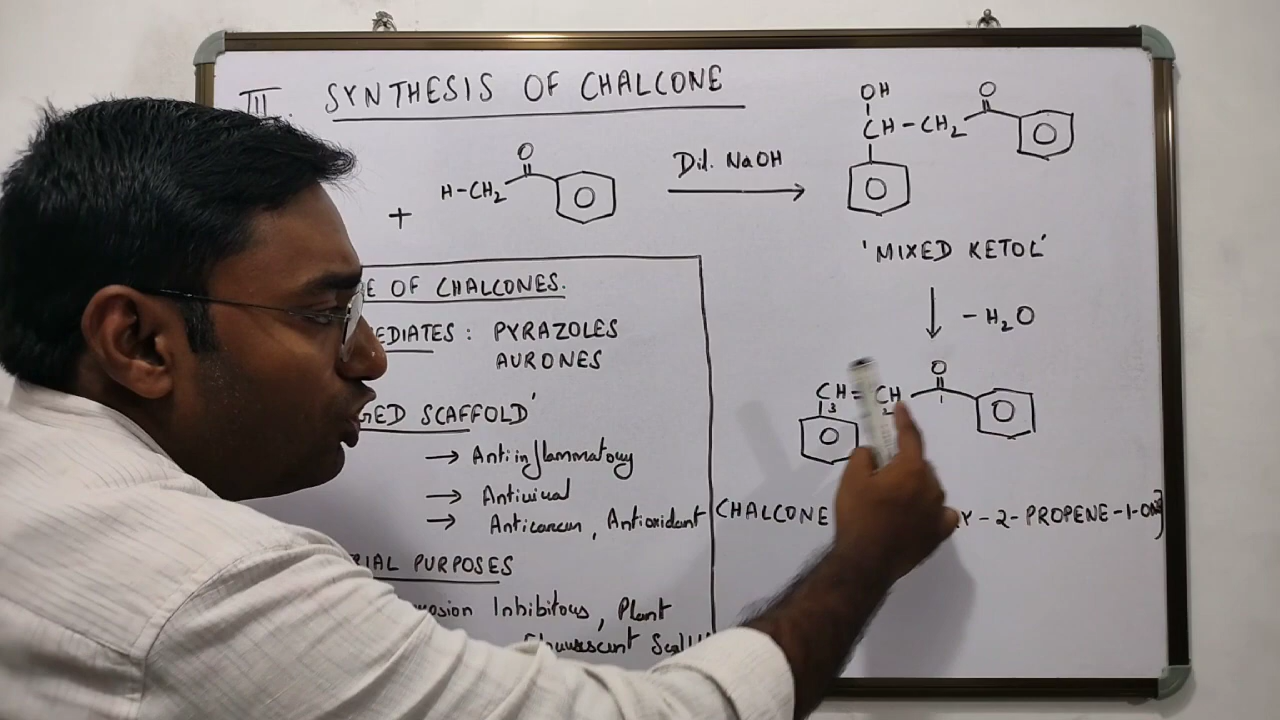 III. SYNTHESIS OF CHALCONE
+ H-CH₂ O Dil. NaOH
OH
CH-CH₂ O
'MIXED KETOL'
-H₂O
CH=CH O
3 2 1
CHALCONE Y-2-PROPENE-1-ONE]
E OF CHALCONES.
EDIATES : PYRAZOLES
AURONES
GED SCAFFOLD'
→ Antiinflammatory
→ Antiviral
→ Anticancer, Antioxidant
RIAL PURPOSES
osion Inhibitors, Plant